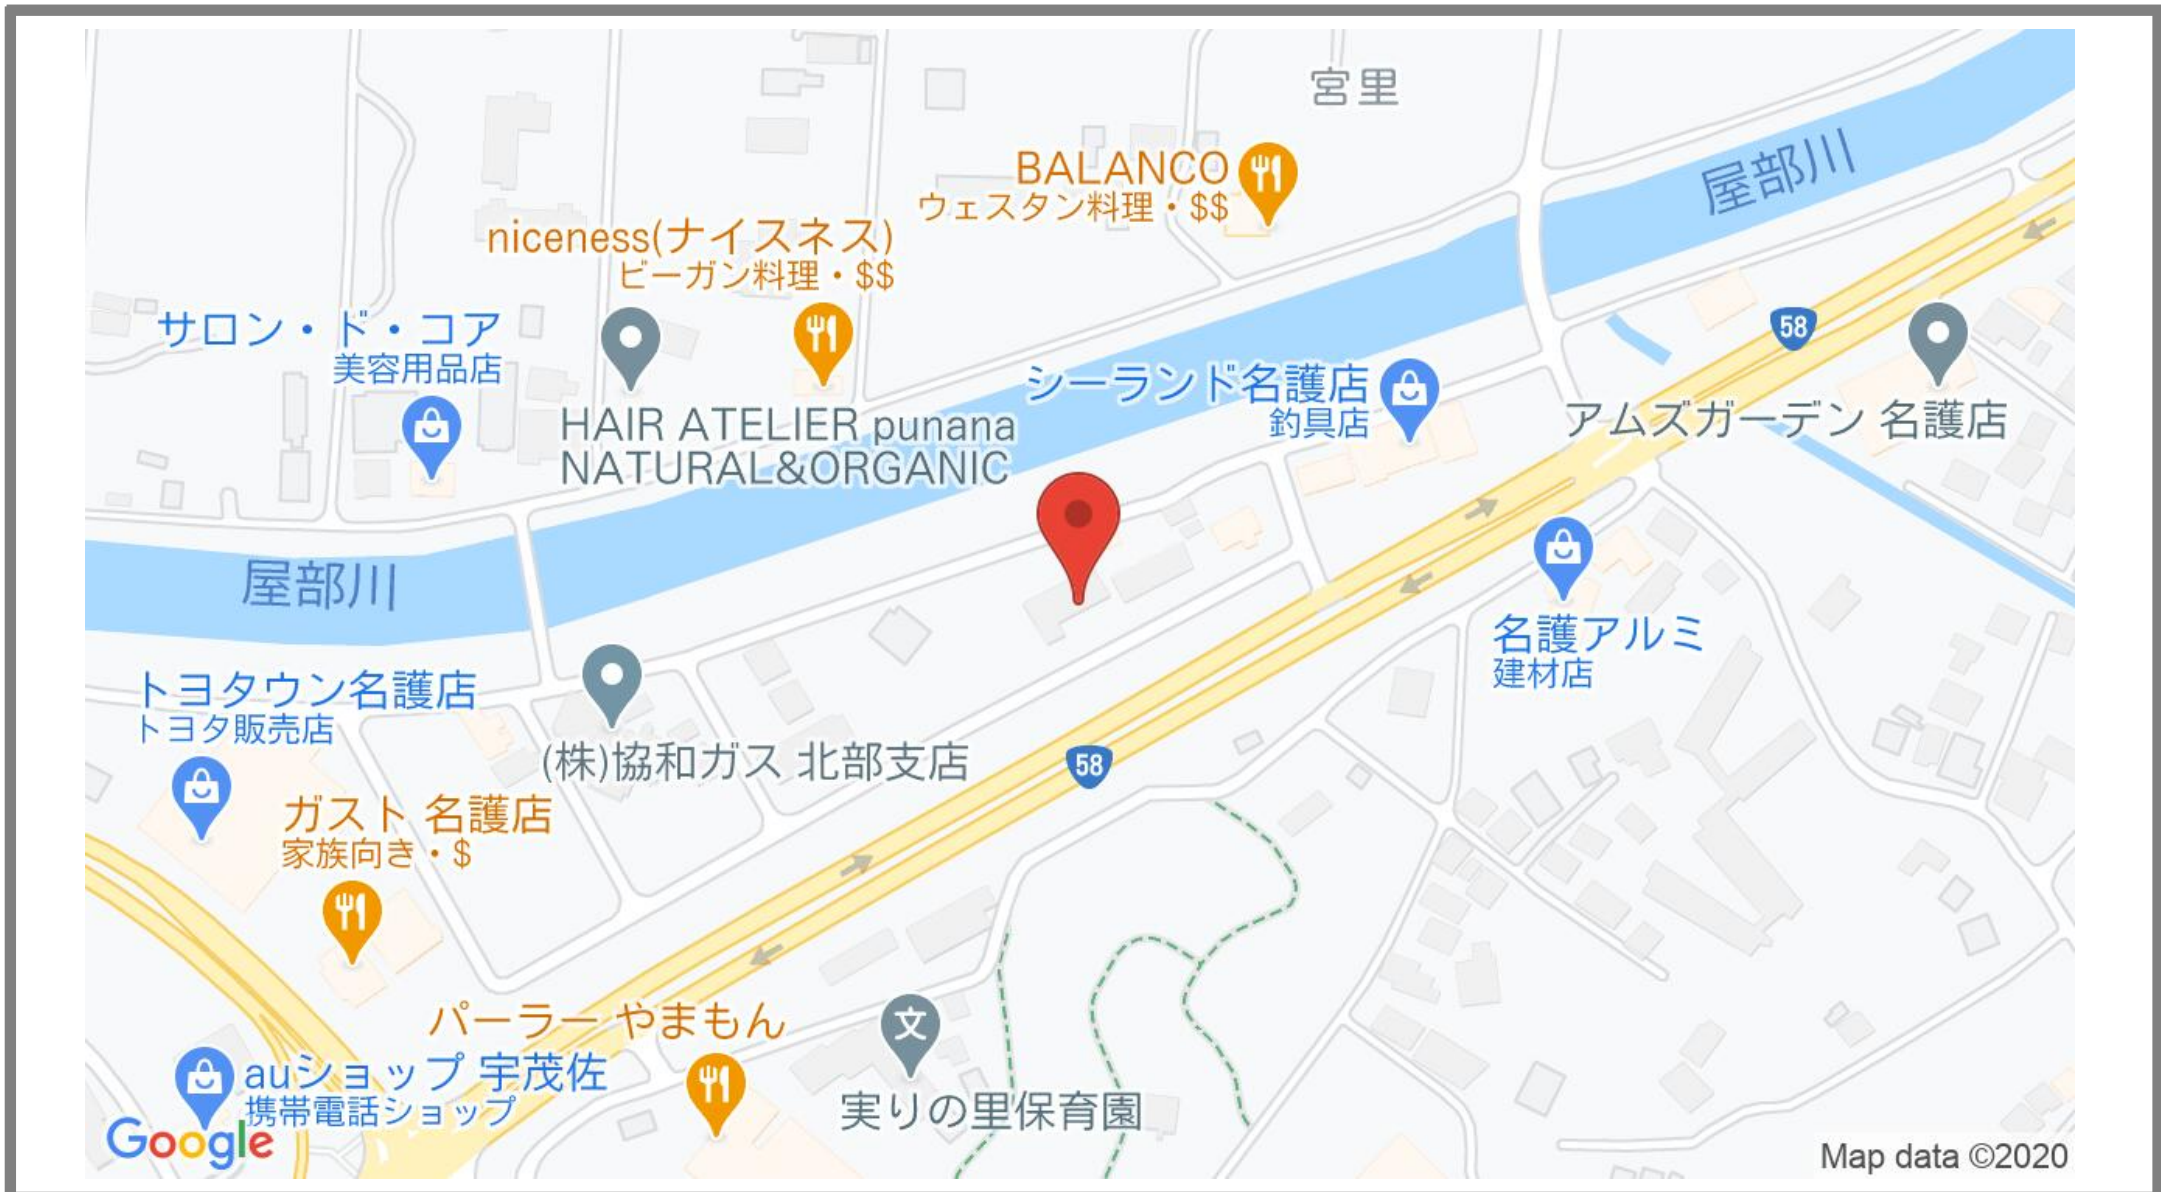 宮里
BALANCO
ウェスタン料理・$$
屋部川
niceness(ナイスネス)
ビーガン料理・$$
サロン・ド・コア
美容用品店
58
シーランド名護店
釣具店
HAIR ATELIER punana
NATURAL&ORGANIC
アムズガーデン 名護店
屋部川
名護アルミ
建材店
トヨタウン名護店
トヨタ販売店
(株)協和ガス 北部支店
58
ガスト 名護店
家族向き・$
パーラー やまもん
文
auショップ 宇茂佐
携帯電話ショップ
実りの里保育園
Google
Map data ©2020